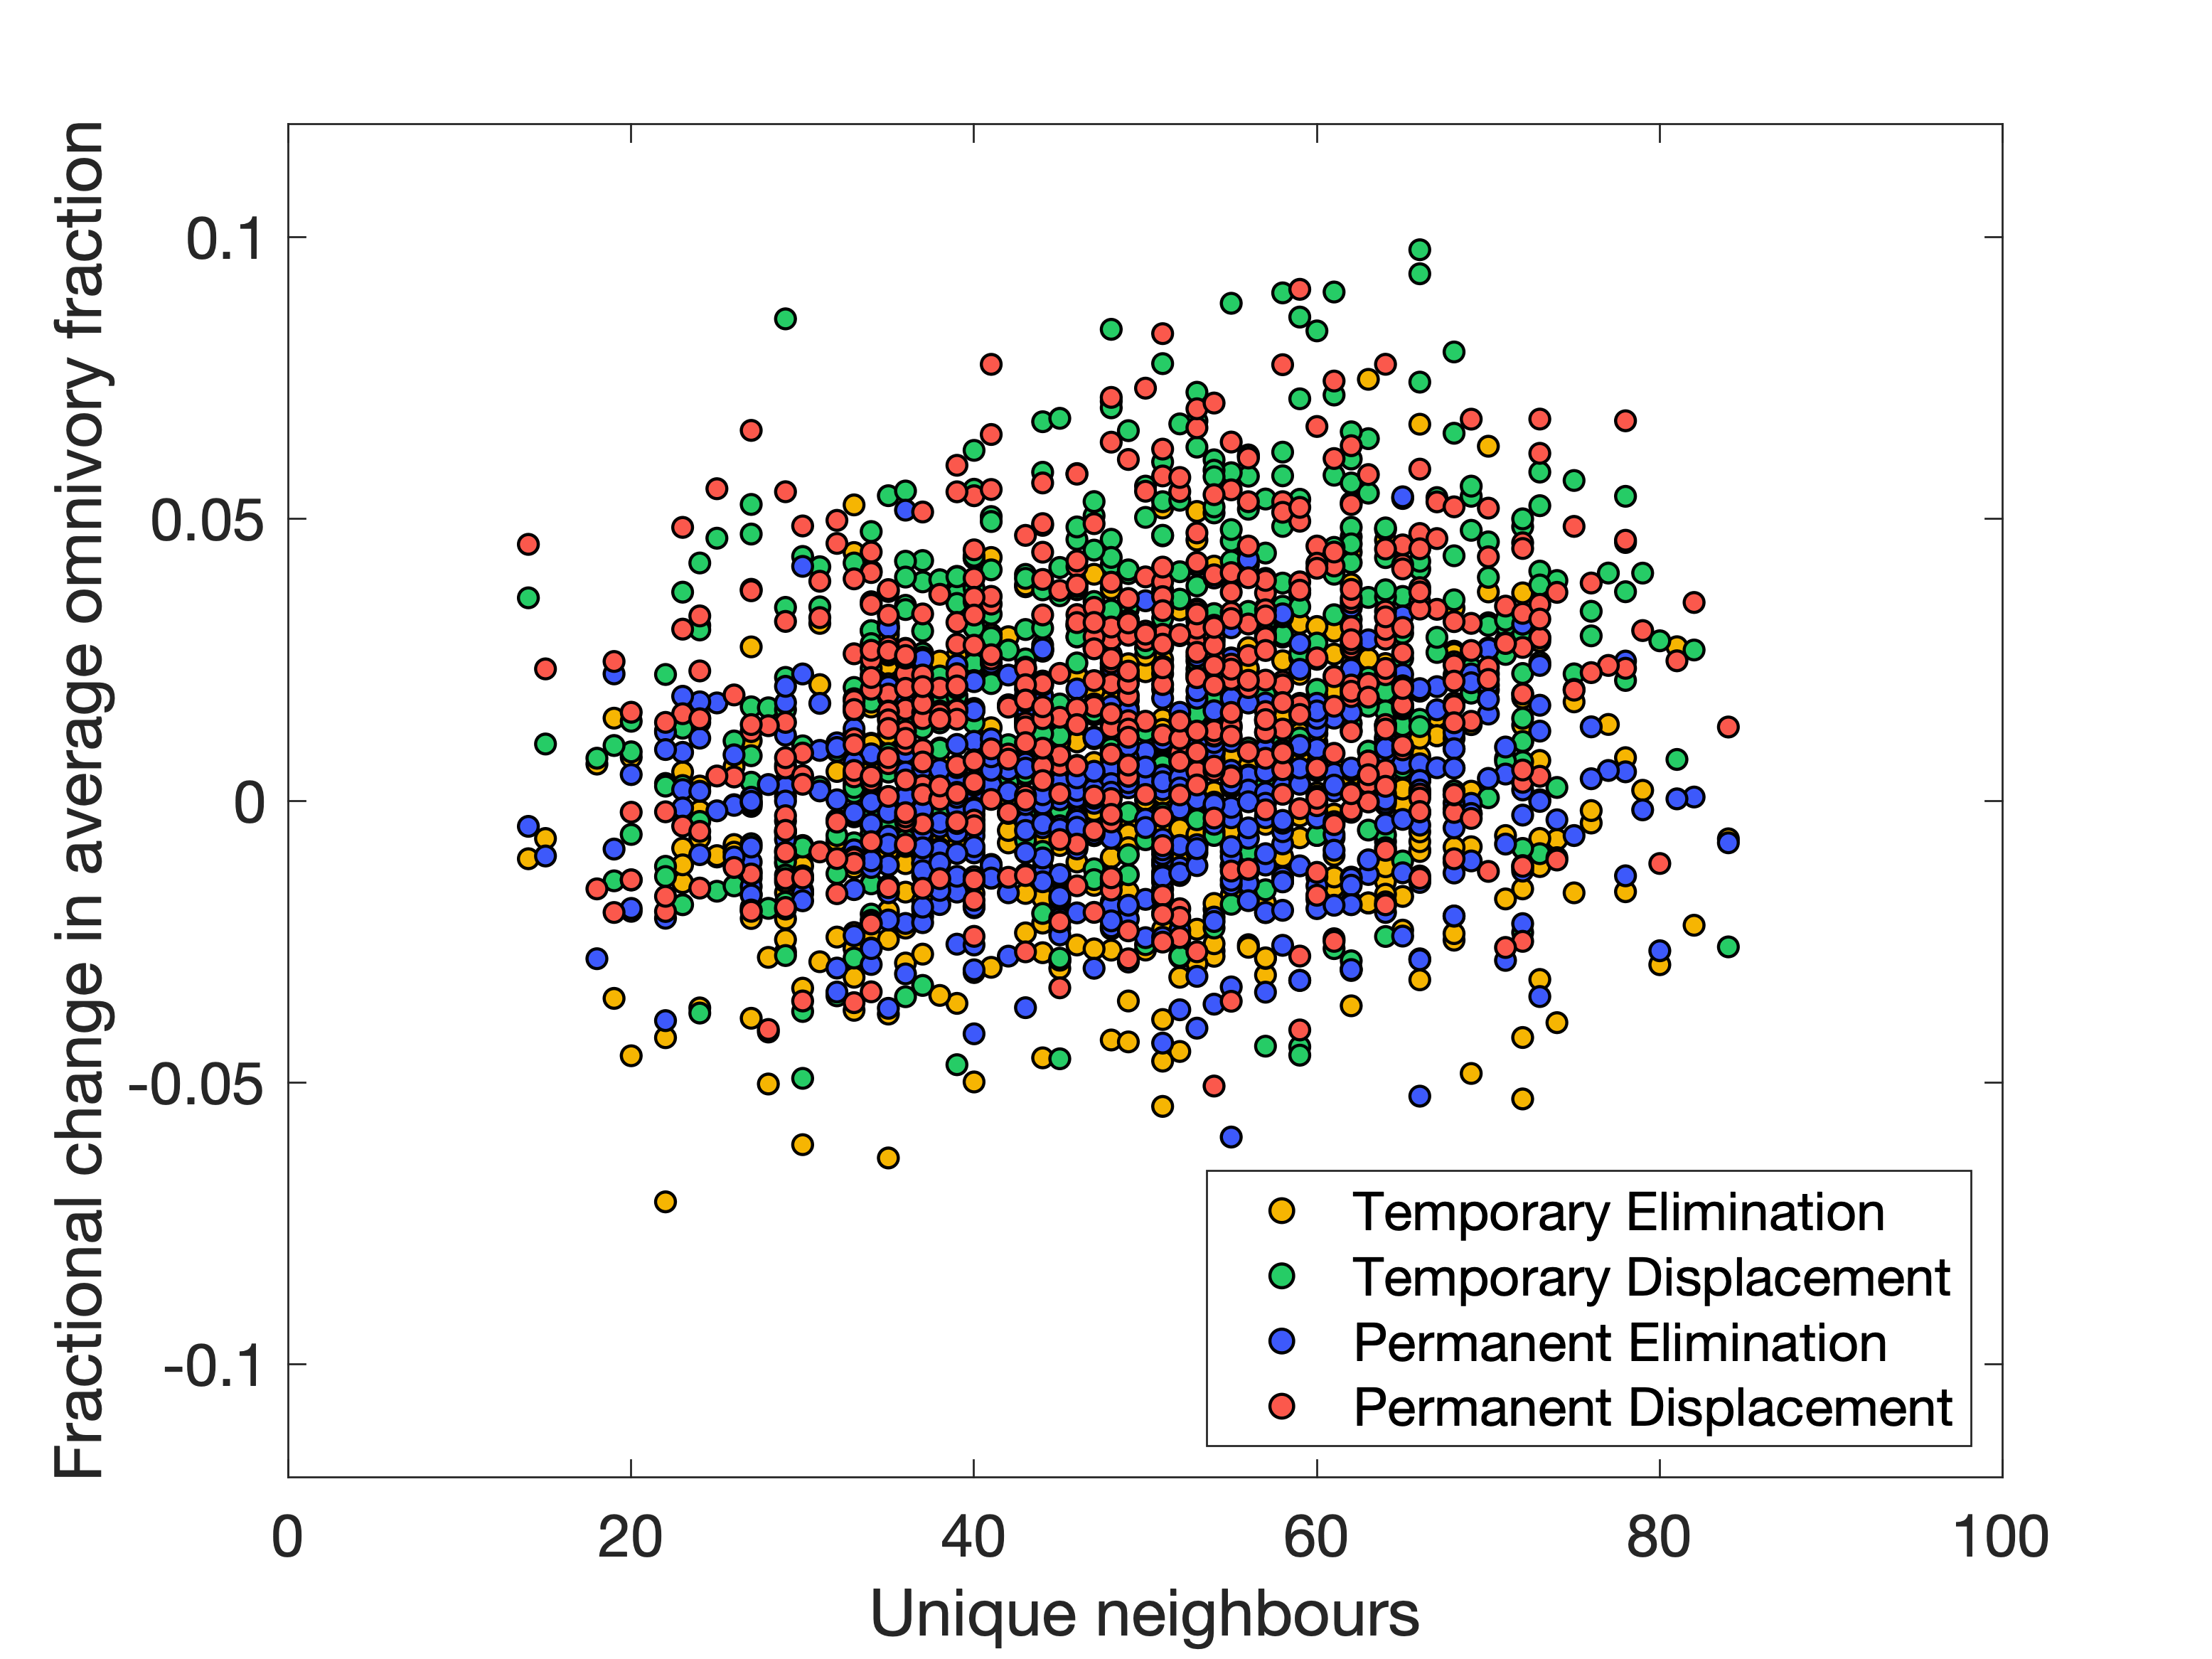 Fractional change in average omnivory fraction
0.1
0.05
0
-0.05
-0.1
Temporary Elimination
Temporary Displacement
Permanent Elimination
Permanent Displacement
0 20 40 60 80 100
Unique neighbours